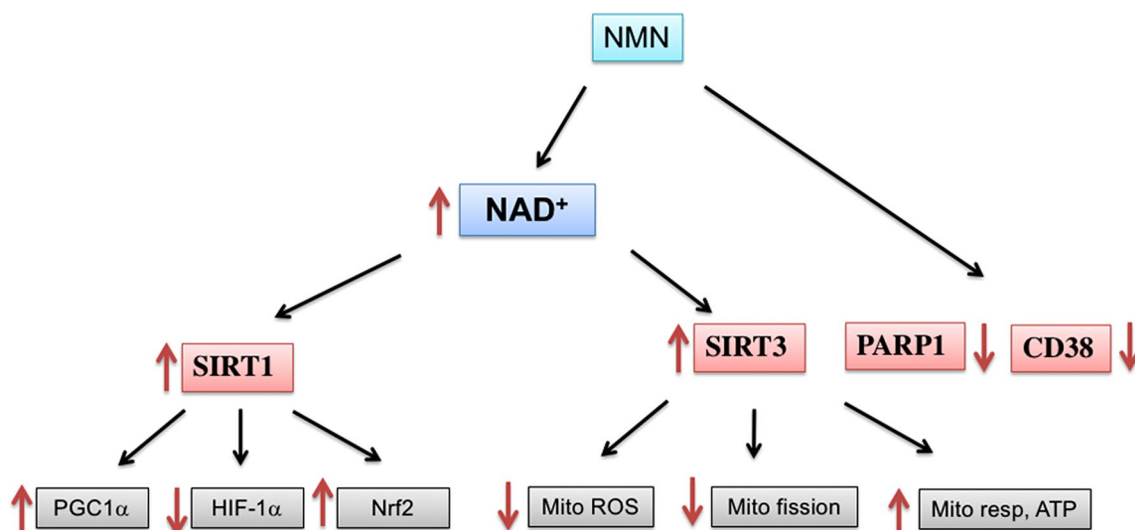 NMN
NAD⁺
SIRT1
SIRT3
PARP1
CD38
PGC1α
HIF-1α
Nrf2
Mito ROS
Mito fission
Mito resp, ATP